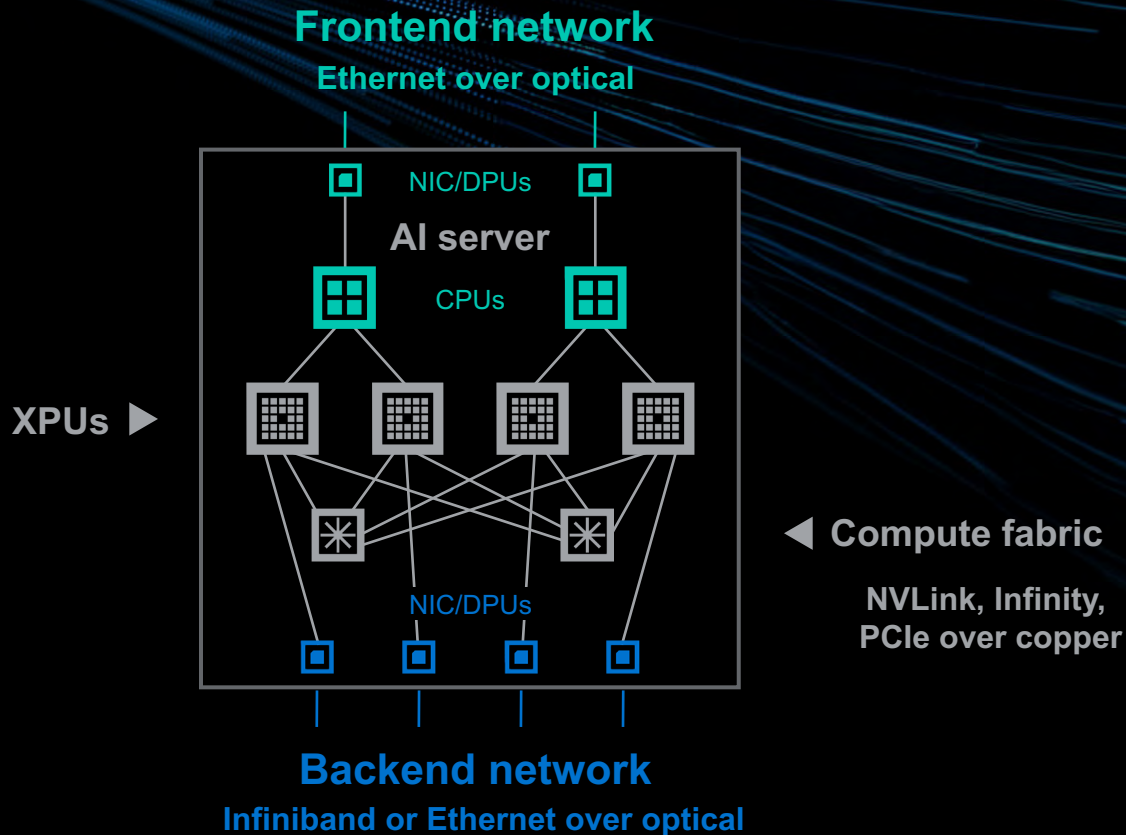 Frontend network
Ethernet over optical
NIC/DPUs
AI server
CPUs
XPUs
Compute fabric
NVLink, Infinity,
PCIe over copper
NIC/DPUs
Backend network
Infiniband or Ethernet over optical